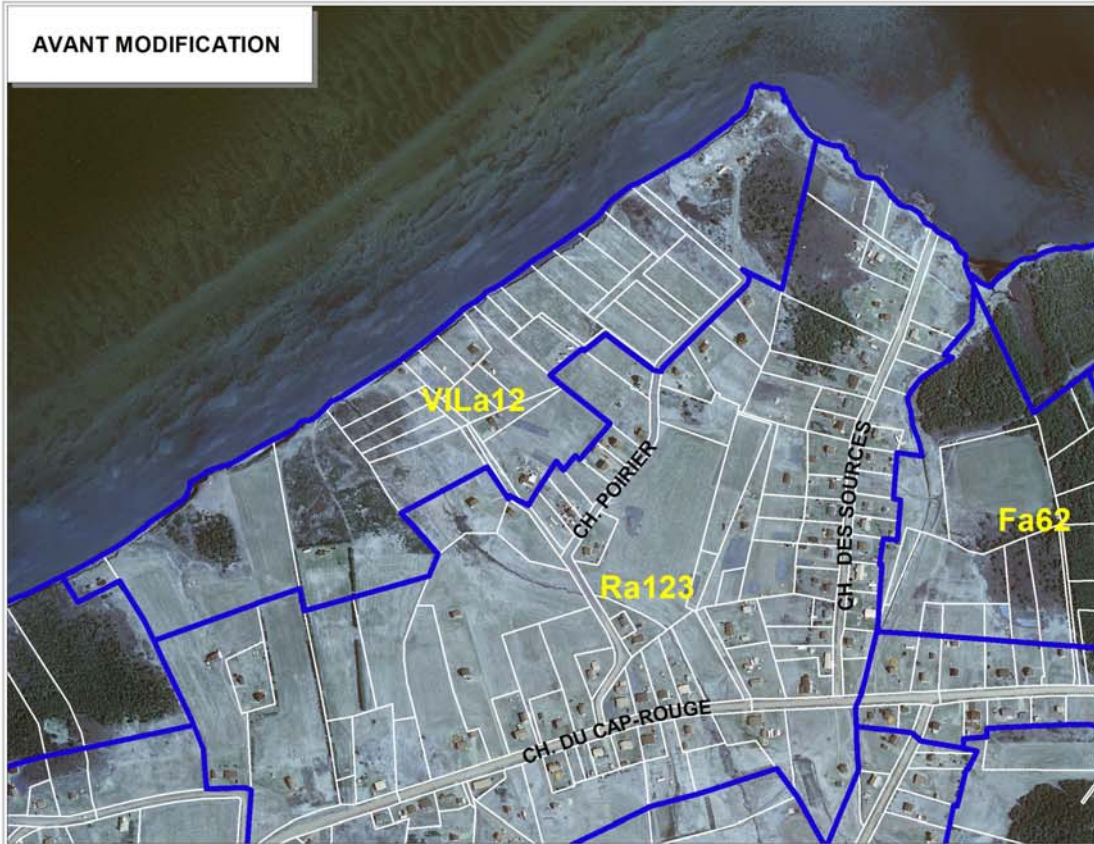 AVANT MODIFICATION
VILa12
CH. POIRIER
CH. DES SOURCES
Fa62
Ra123
CH. DU CAP-ROUGE